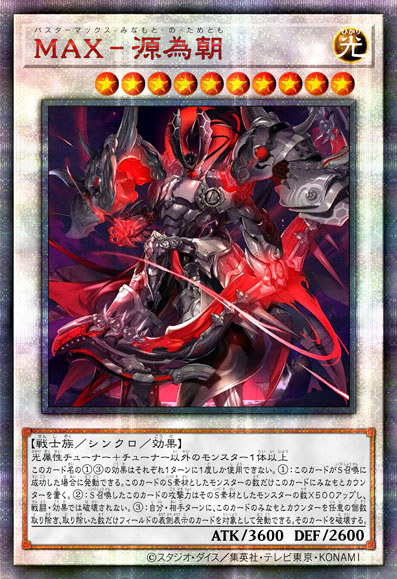 バスターマックス-みなもと の ためとも
MAX-源為朝
ひかり
光
【戦士族／シンクロ／効果】
光属性チューナー＋チューナー以外のモンスター1体以上
このカード名の①③の効果はそれぞれ1ターンに1度しか使用できない。①：このカードがS召喚に
成功した場合に発動できる。このカードのS素材としたモンスターの数だけこのカードにみなもとカウン
ターを置く。②：S召喚したこのカードの攻撃力はそのS素材としたモンスターの数×500アップし、
戦闘・効果では破壊されない。③：自分・相手ターンに、このカードのみなもとカウンターを任意の個数
取り除き、取り除いた数だけフィールドの表側表示のカードを対象として発動できる。そのカードを破壊する。
ATK/3600 DEF/2600
©スタジオ・ダイス／集英社・テレビ東京・KONAMI